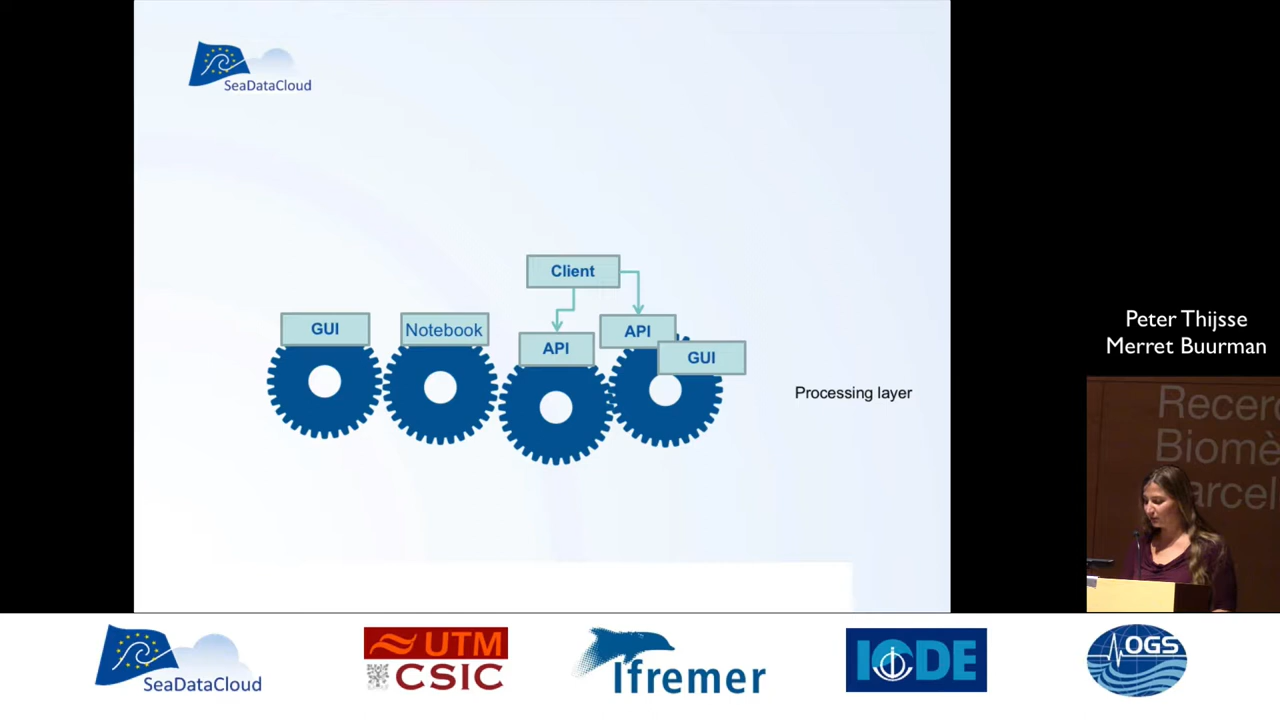 SeaDataCloud
Client
GUI
Notebook
API
API
GUI
Processing layer
Peter Thijsse
Merret Buurman
Recer
Biomè
arcel
SeaDataCloud
UTM
CSIC
Ifremer
IODE
OGS